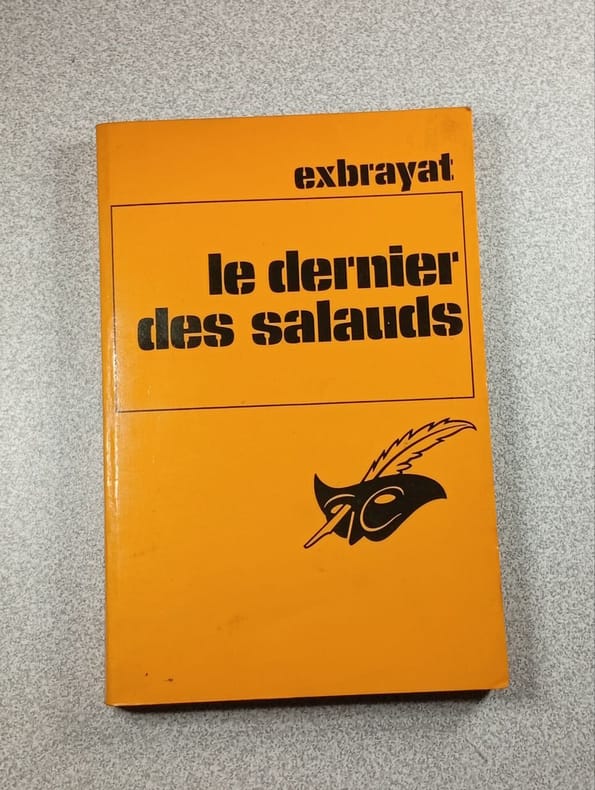 exbrayat
le dernier
des salauds